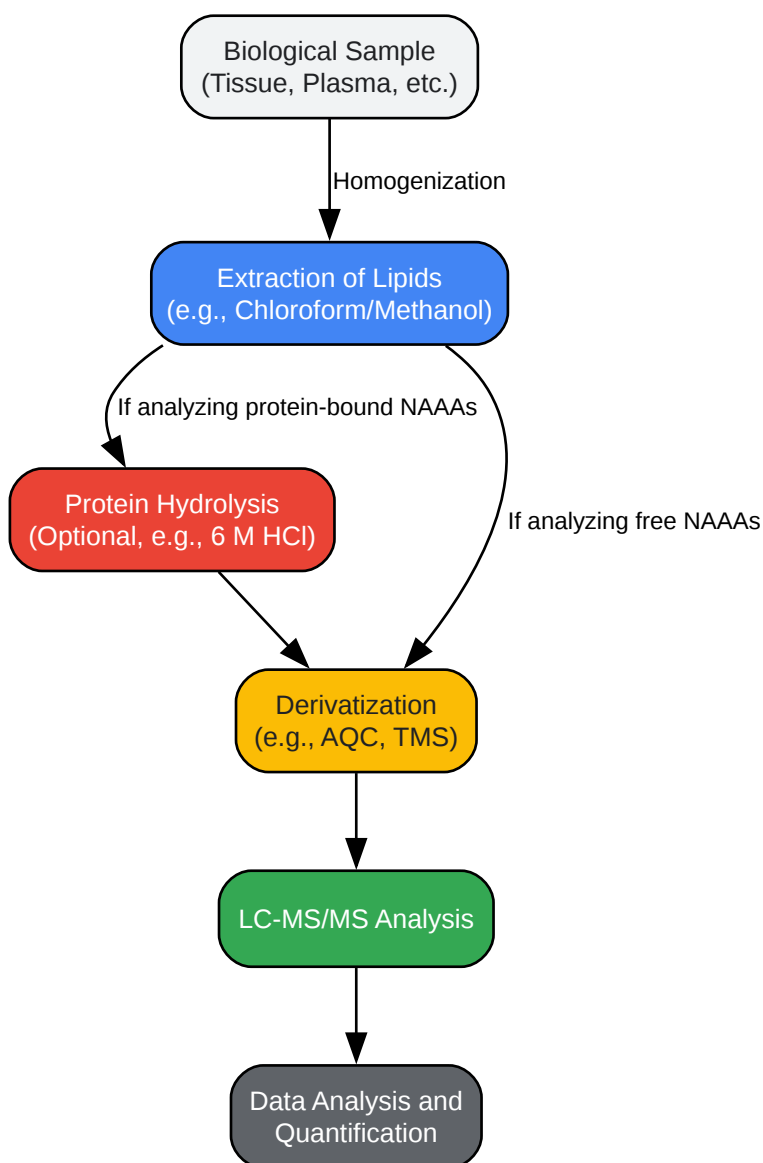 Biological Sample
(Tissue, Plasma, etc.)
Homogenization
Extraction of Lipids
(e.g., Chloroform/Methanol)
If analyzing protein-bound NAAAs
Protein Hydrolysis
(Optional, e.g., 6 M HCl)
If analyzing free NAAAs
Derivatization
(e.g., AQC, TMS)
LC-MS/MS Analysis
Data Analysis and
Quantification